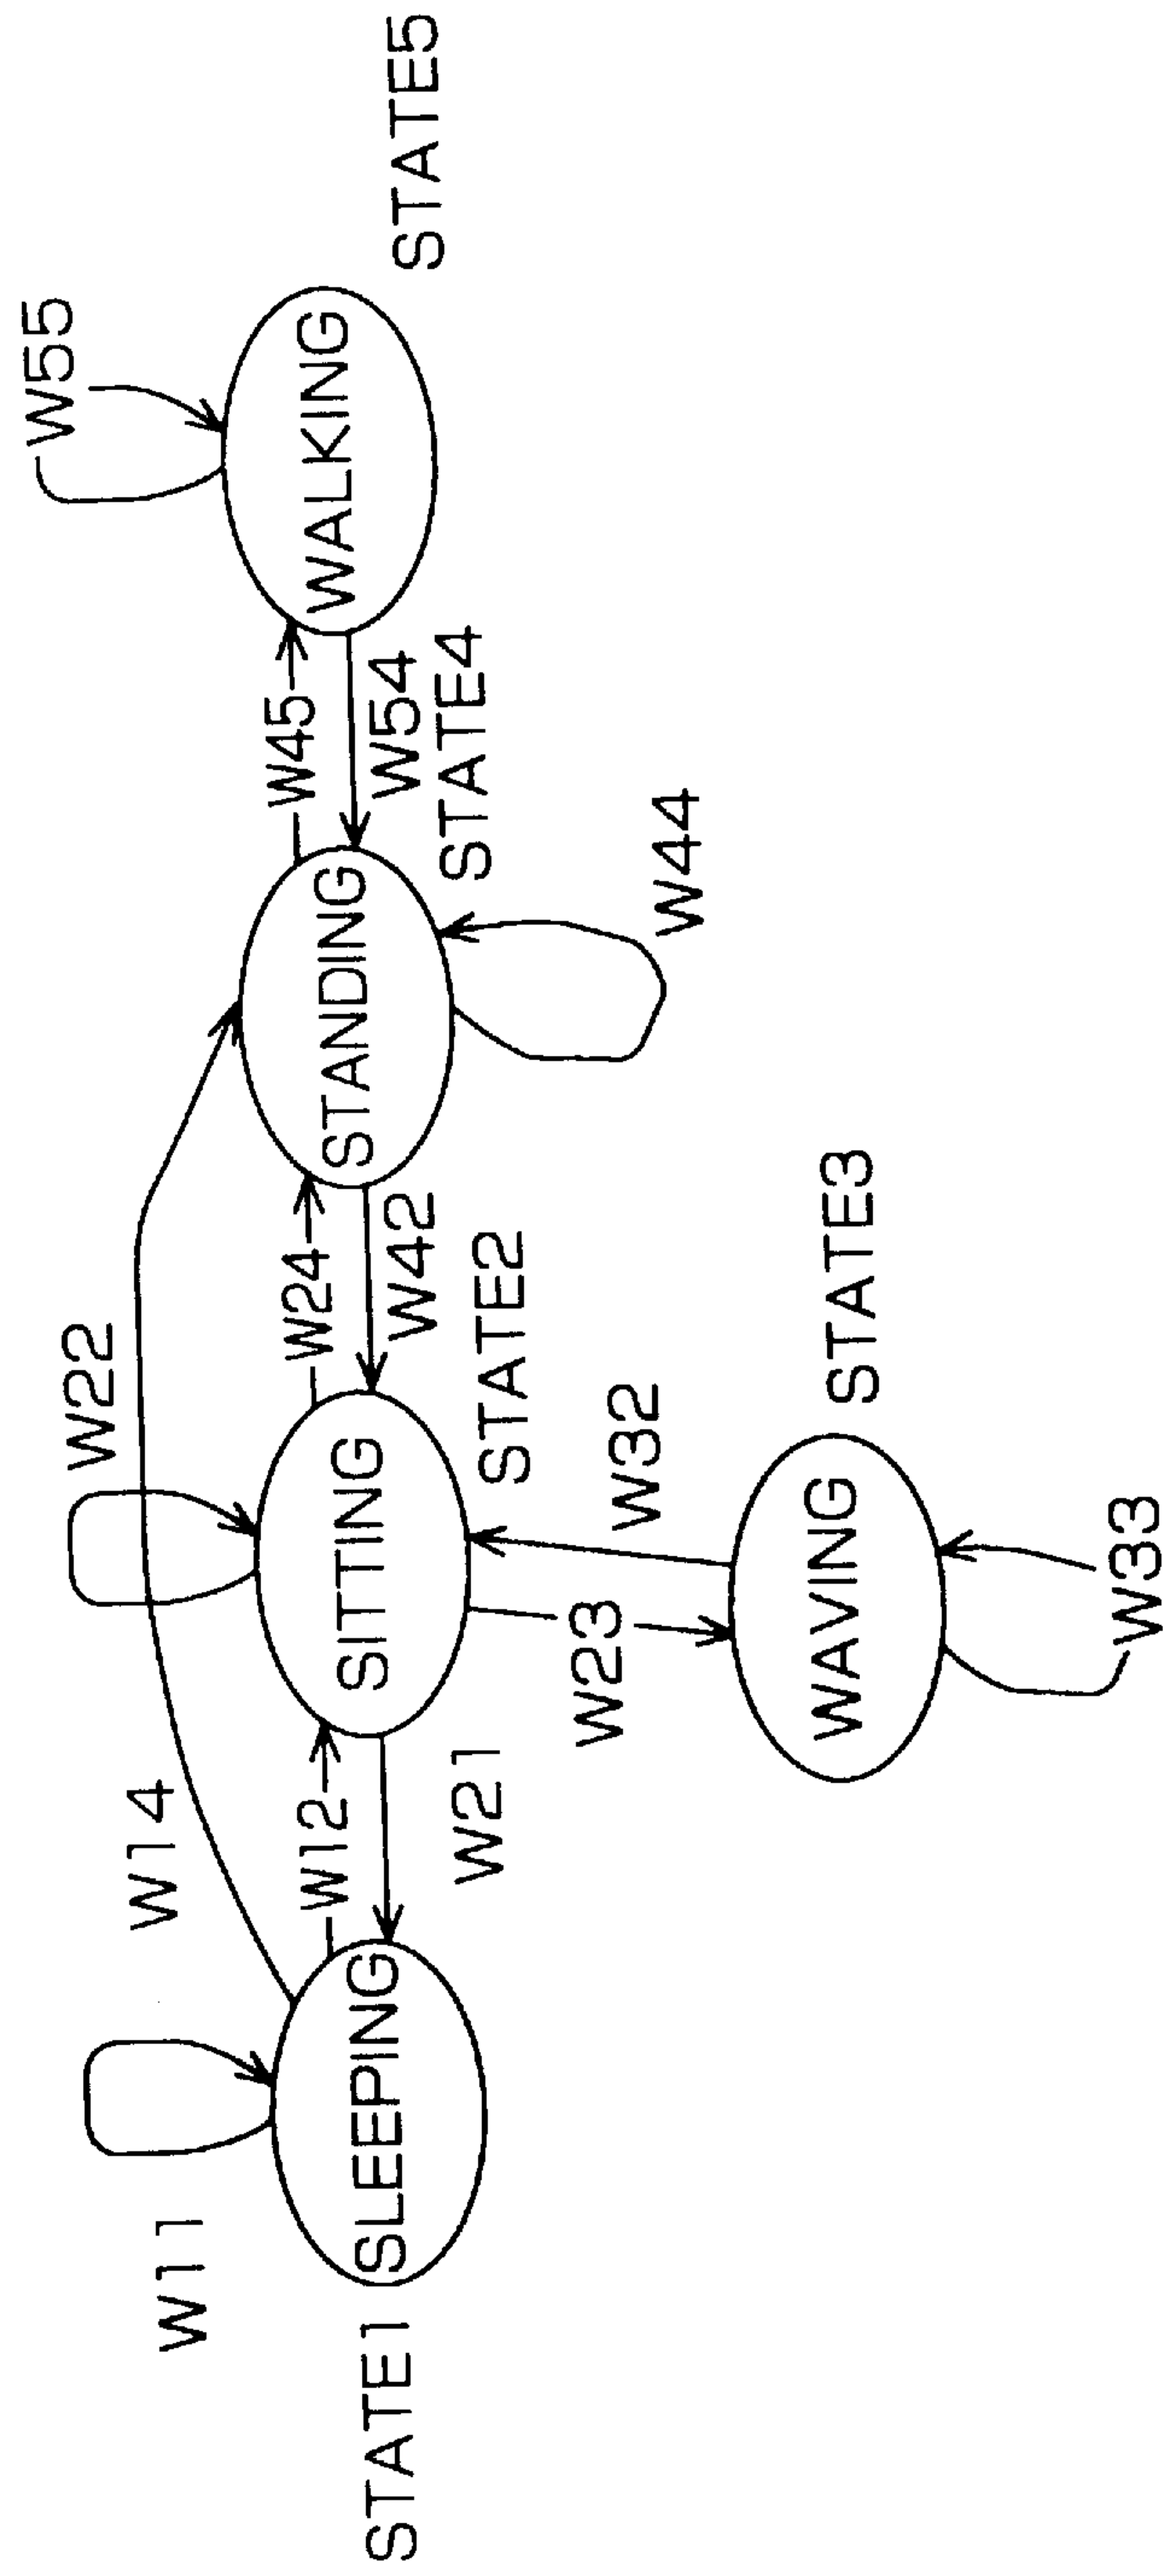 W11
W14
W22
W55
STATE1
SLEEPING
W12
SITTING
W24
STANDING
W45
WALKING
STATE5
W21
STATE2
W42
STATE4
W54
W23
W32
W44
WAVING
STATE3
W33